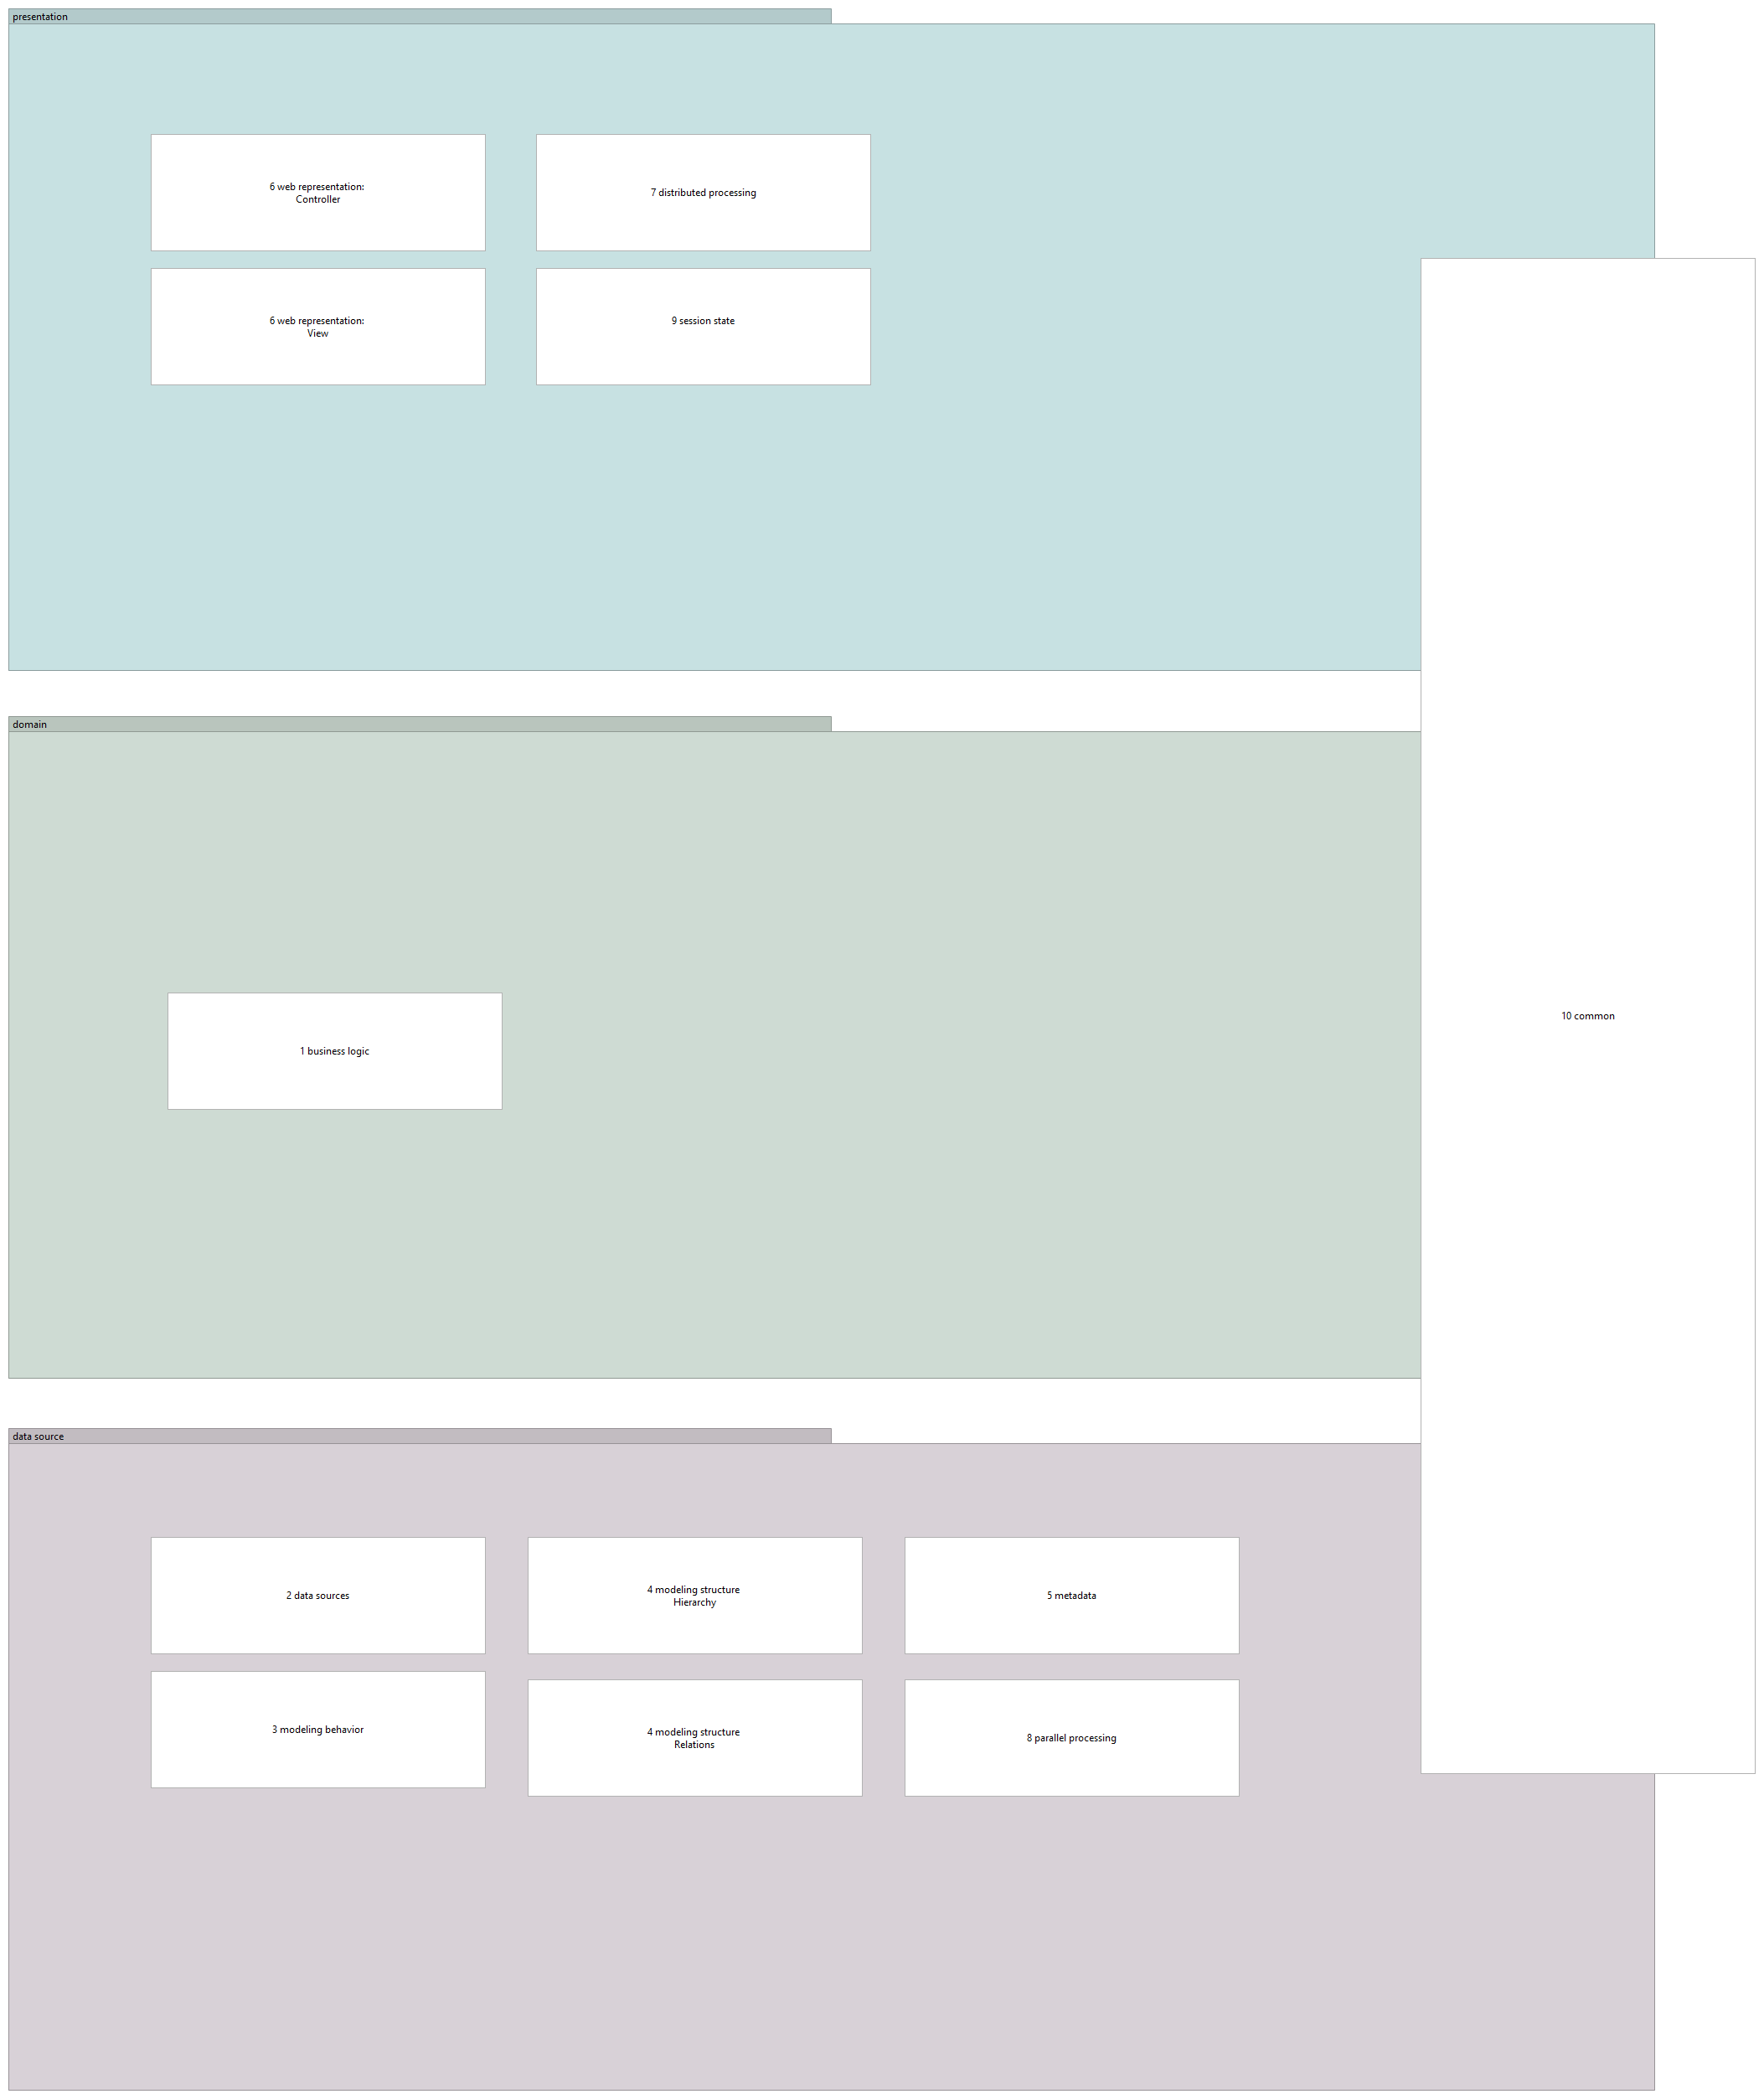 presentation
6 web representation:
Controller
7 distributed processing
6 web representation:
View
9 session state
domain
10 common
1 business logic
data source
2 data sources
4 modeling structure
Hierarchy
5 metadata
3 modeling behavior
4 modeling structure
Relations
8 parallel processing